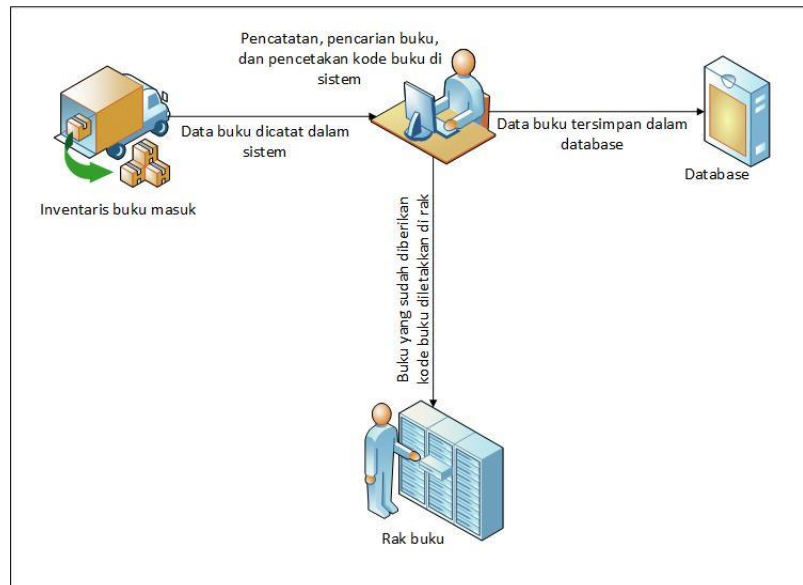 Pencatatan, pencarian buku,
dan pencetakan kode buku di
sistem
Data buku dicatat dalam
sistem
Data buku tersimpan dalam
database
Database
Inventaris buku masuk
Buku yang sudah diberikan
kode buku diletakkan di rak
Rak buku